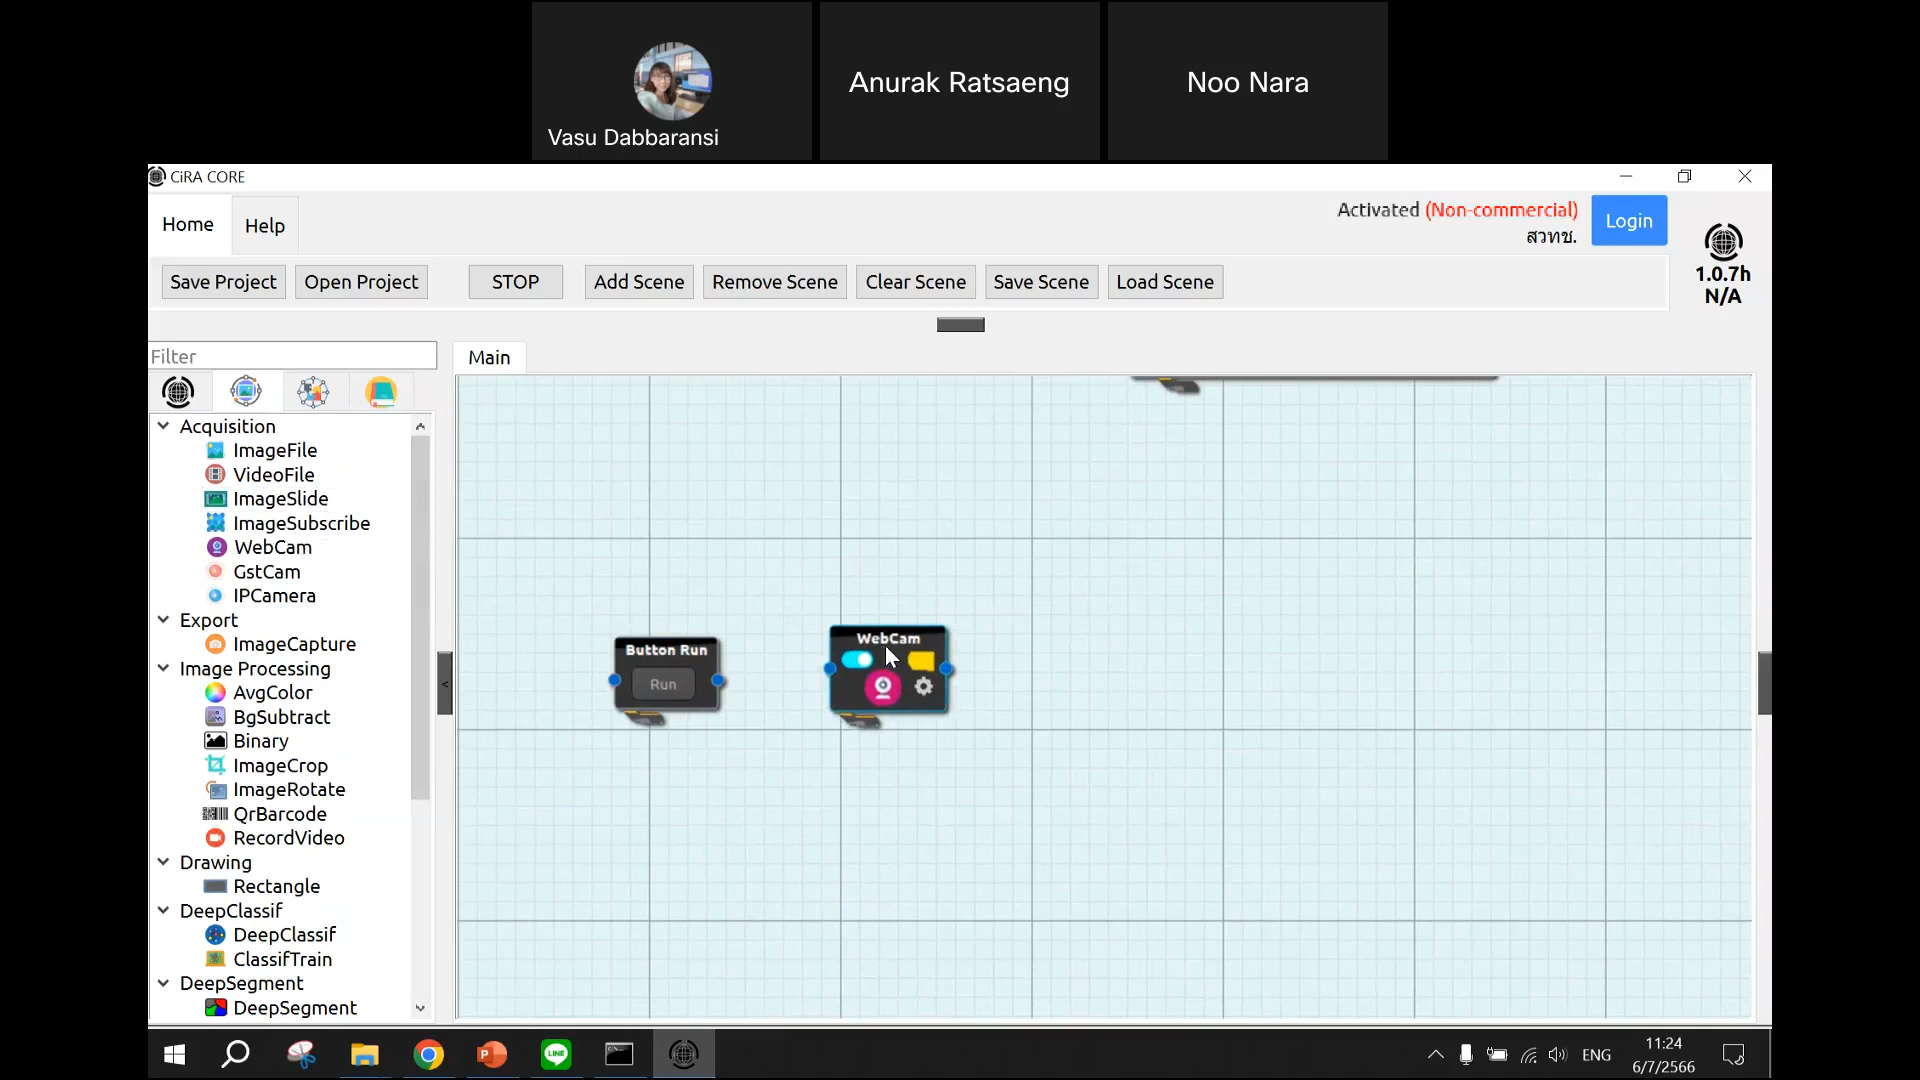 Vasu Dabbaransi
Anurak Ratsaeng
Noo Nara
CiRA CORE
Home
Help
Activated (Non-commercial)
สวทช.
Login
1.0.7h
N/A
Save Project
Open Project
STOP
Add Scene
Remove Scene
Clear Scene
Save Scene
Load Scene
Filter
Main
Acquisition
ImageFile
VideoFile
ImageSlide
ImageSubscribe
WebCam
GstCam
IPCamera
Export
ImageCapture
Image Processing
AvgColor
BgSubtract
Binary
ImageCrop
ImageRotate
QrBarcode
RecordVideo
Drawing
Rectangle
DeepClassif
DeepClassif
ClassifTrain
DeepSegment
DeepSegment
Button Run
Run
WebCam
LINE
ENG
11:24
6/7/2566